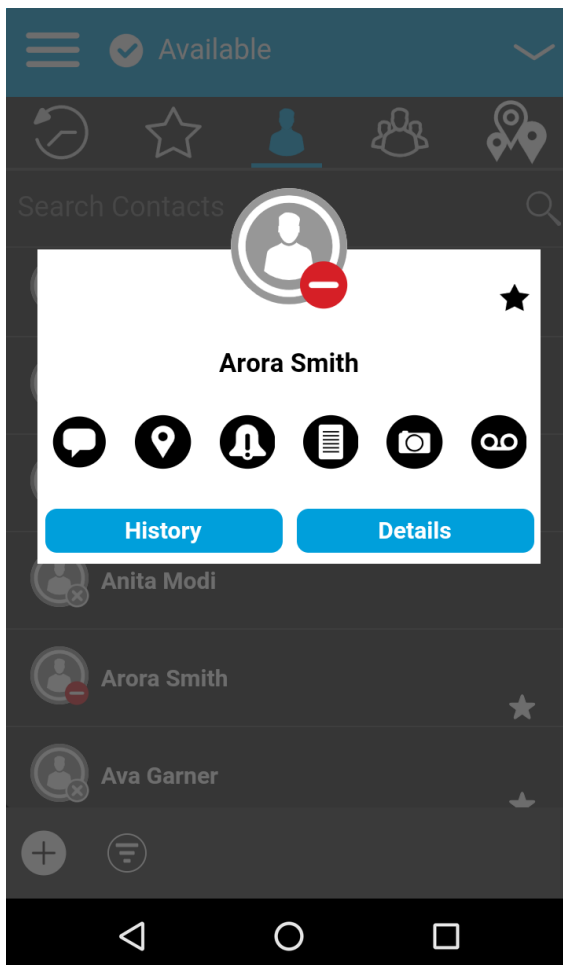 Available
Search Contacts
Arora Smith
History
Details
Anita Modi
Arora Smith
Ava Garner